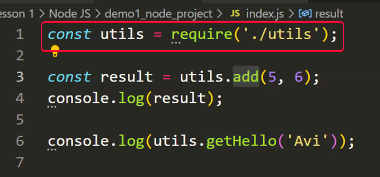 esson 1 > Node JS > demo1_node_project > JS index.js > result
1 const utils = require('./utils');
2
3 const result = utils.add(5, 6);
4 console.log(result);
5
6 console.log(utils.getHello('Avi'));
7